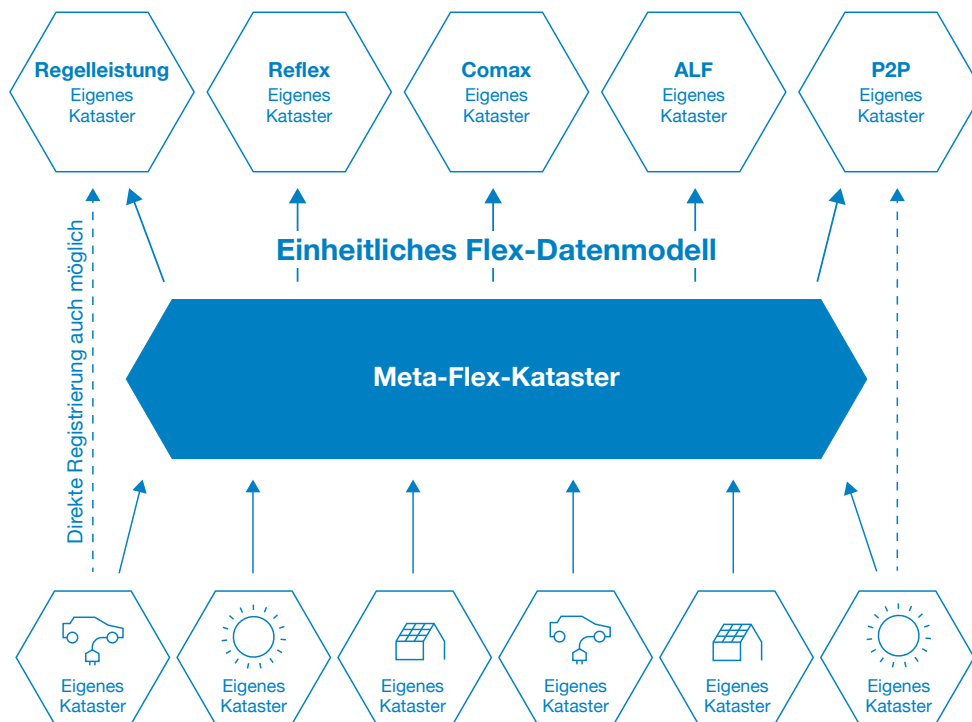 Regelleistung
Eigenes
Kataster
Reflex
Eigenes
Kataster
Comax
Eigenes
Kataster
ALF
Eigenes
Kataster
P2P
Eigenes
Kataster
Direkte Registrierung auch möglich
Einheitliches Flex-Datenmodell
Meta-Flex-Kataster
Eigenes
Kataster
Eigenes
Kataster
Eigenes
Kataster
Eigenes
Kataster
Eigenes
Kataster
Eigenes
Kataster